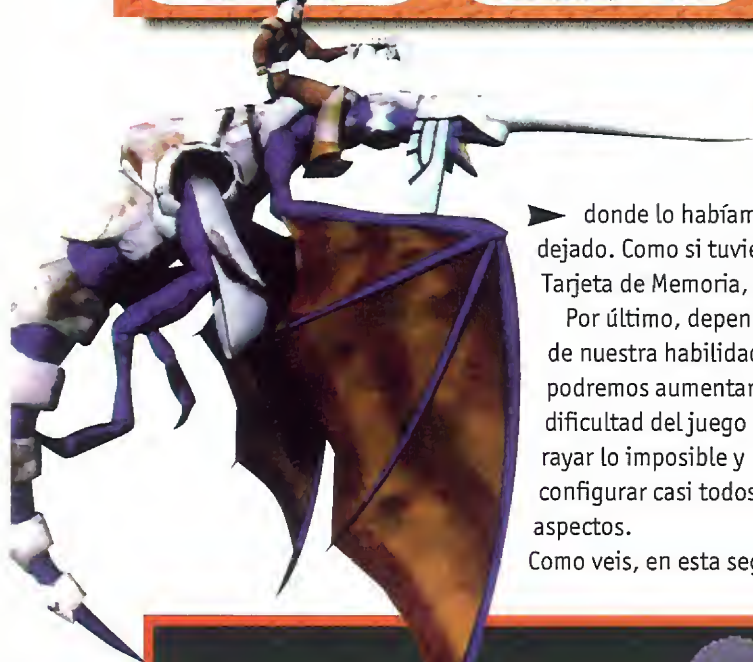 donde lo habíam
dejado. Como si tuvie
Tarjeta de Memoria,
Por último, depen
de nuestra habilidad
podremos aumentar
dificultad del juego
rayar lo imposible y
configurar casi todos
aspectos.
Como veis, en esta seg